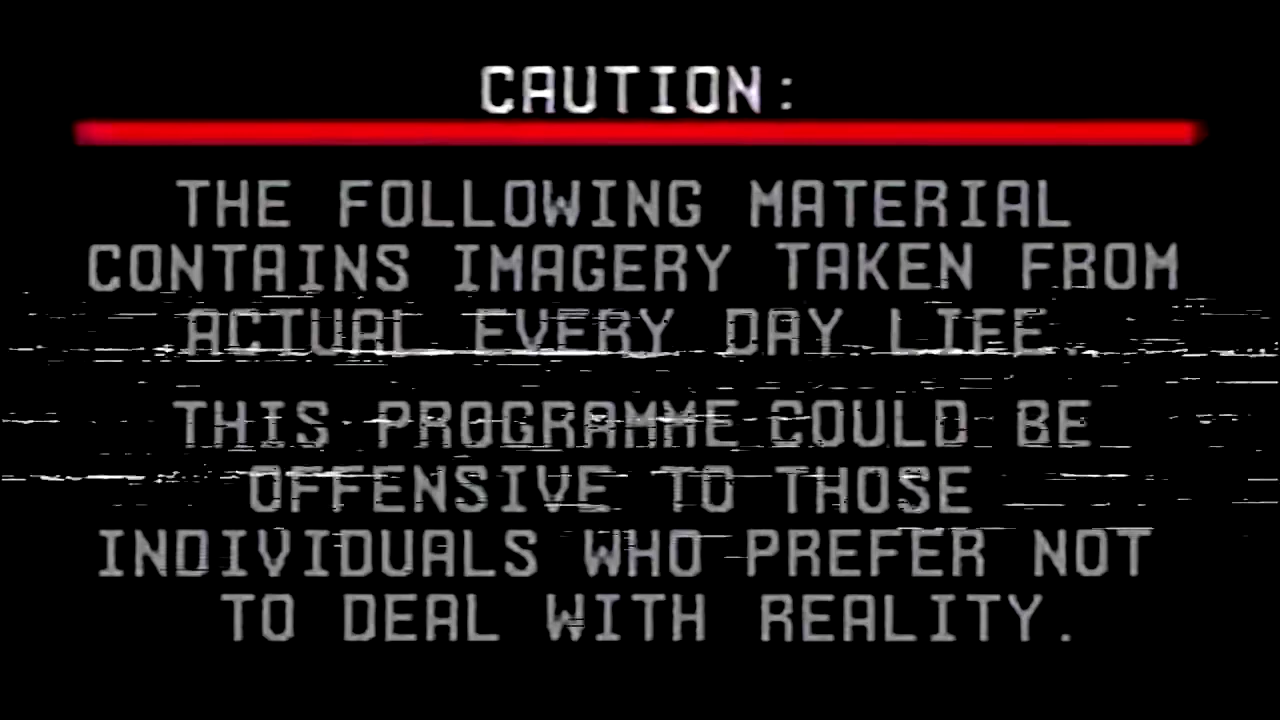 CAUTION:
THE FOLLOWING MATERIAL
CONTAINS IMAGERY TAKEN FROM
ACTUAL EVERY DAY LIFE.
THIS PROGRAMME COULD BE
OFFENSIVE TO THOSE
INDIVIDUALS WHO PREFER NOT
TO DEAL WITH REALITY.